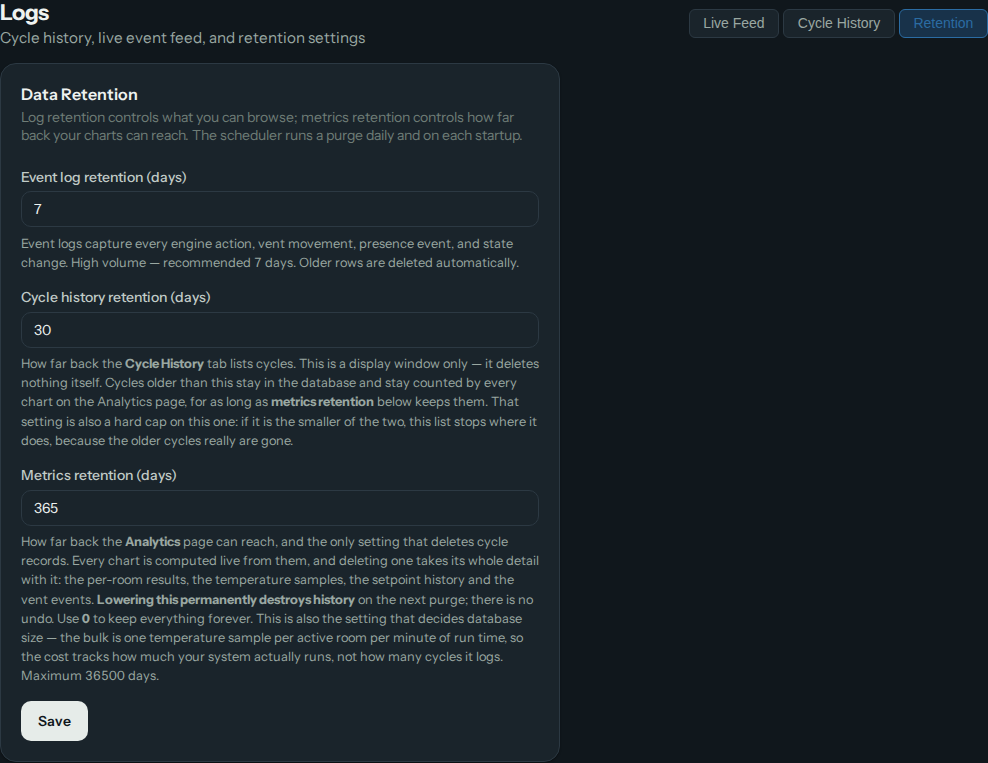 Logs
Live Feed
Cycle History
Retention
Cycle history, live event feed, and retention settings
Data Retention
Log retention controls what you can browse; metrics retention controls how far
back your charts can reach. The scheduler runs a purge daily and on each startup.
Event log retention (days)
7
Event logs capture every engine action, vent movement, presence event, and state
change. High volume — recommended 7 days. Older rows are deleted automatically.
Cycle history retention (days)
30
How far back the Cycle History tab lists cycles. This is a display window only — it deletes
nothing itself. Cycles older than this stay in the database and stay counted by every
chart on the Analytics page, for as long as metrics retention below keeps them. That
setting is also a hard cap on this one: if it is the smaller of the two, this list stops where it
does, because the older cycles really are gone.
Metrics retention (days)
365
How far back the Analytics page can reach, and the only setting that deletes cycle
records. Every chart is computed live from them, and deleting one takes its whole detail
with it: the per-room results, the temperature samples, the setpoint history and the
vent events. Lowering this permanently destroys history on the next purge; there is no
undo. Use 0 to keep everything forever. This is also the setting that decides database
size — the bulk is one temperature sample per active room per minute of run time, so
the cost tracks how much your system actually runs, not how many cycles it logs.
Maximum 36500 days.
Save